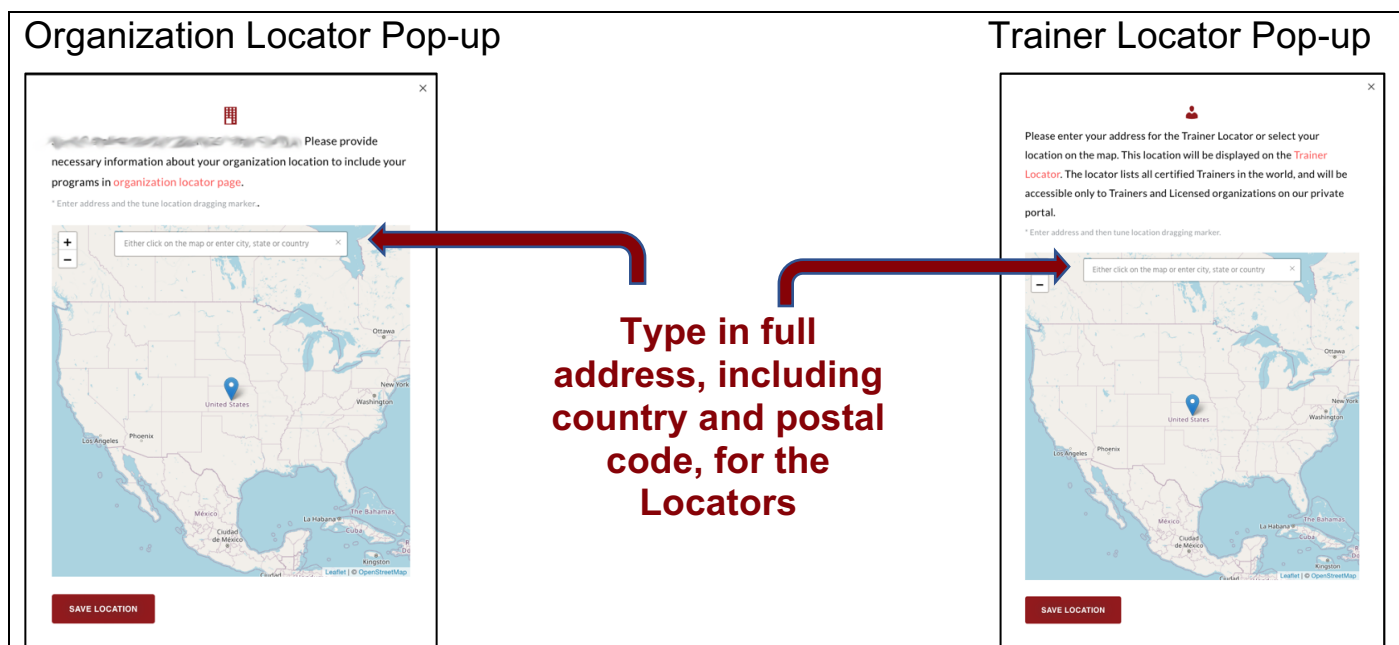 Organization Locator Pop-up
Trainer Locator Pop-up
×
Please provide
necessary information about your organization location to include your
programs in organization locator page.
* Enter address and the tune location dragging marker..
+
−
Either click on the map or enter city, state or country ×
Ottawa
New York
Washington
United States
Los Angeles
Phoenix
México
La Habana
The Bahamas
Cuba
Ciudad
de México
Kingston
Ciudad
Leaflet | © OpenStreetMap
SAVE LOCATION
Type in full
address, including
country and postal
code, for the
Locators
×
Please enter your address for the Trainer Locator or select your
location on the map. This location will be displayed on the Trainer
Locator. The locator lists all certified Trainers in the world, and will be
accessible only to Trainers and Licensed organizations on our private
portal.
* Enter address and then tune location dragging marker.
−
Either click on the map or enter city, state or country ×
Ottawa
New York
Washington
United States
Los Angeles
Phoenix
México
La Habana
The Bahamas
Cuba
Ciudad
de México
Kingston
Ciudad
Leaflet | © OpenStreetMap
SAVE LOCATION